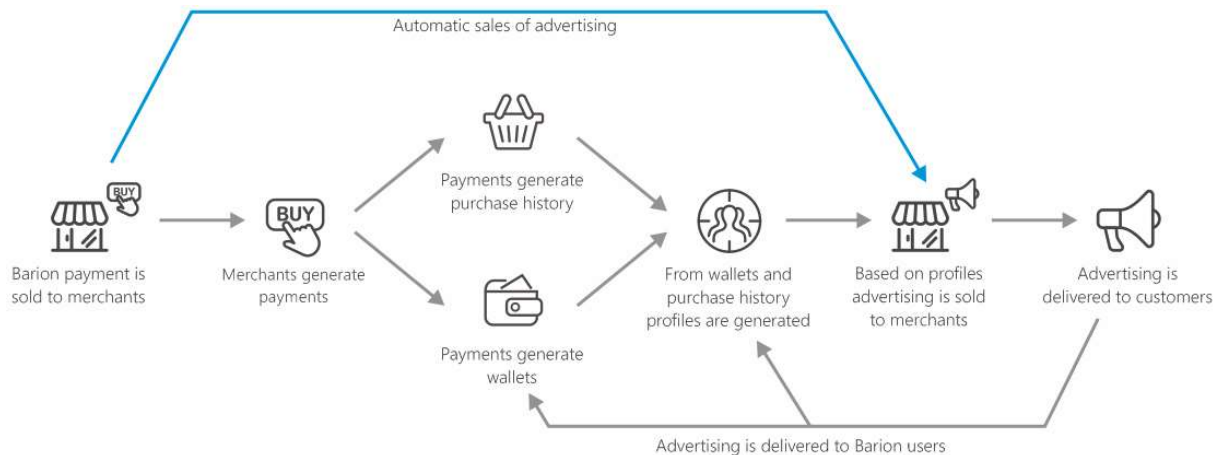 Automatic sales of advertising
BUY
Barion payment is
sold to merchants
BUY
Merchants generate
payments
Payments generate
purchase history
Payments generate
wallets
From wallets and
purchase history
profiles are generated
Based on profiles
advertising is sold
to merchants
Advertising is
delivered to customers
Advertising is delivered to Barion users